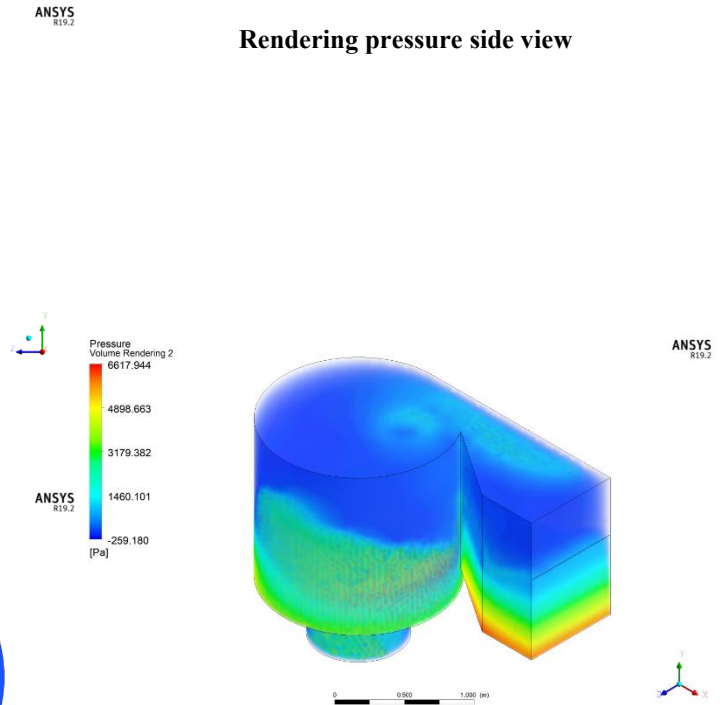 ANSYS
R19.2
Rendering pressure side view
Y
Z
Pressure
Volume Rendering 2
6617.944
4898.663
3179.382
1460.101
-259.180
[Pa]
ANSYS
R19.2
ANSYS
R19.2
0 0.500 1.000 (m)
Y
Z X